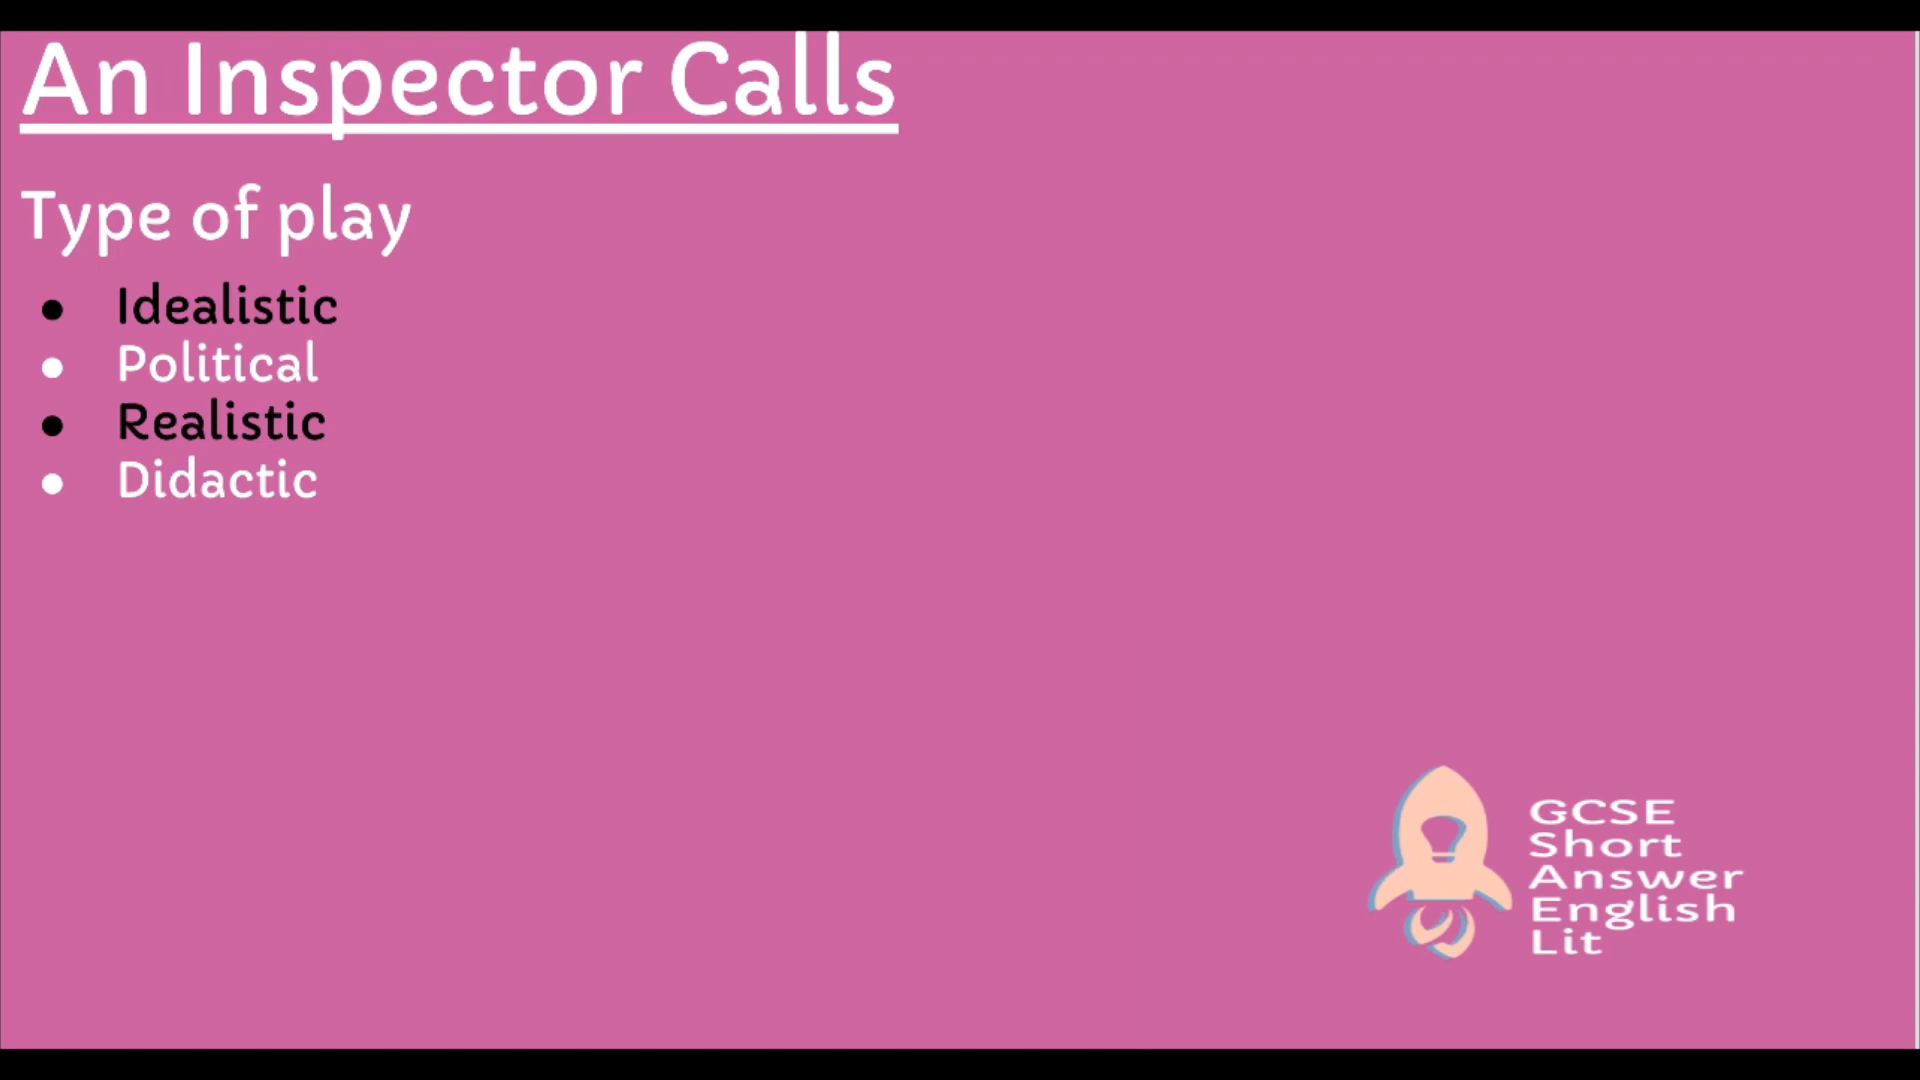 An Inspector Calls
Type of play
● Idealistic
● Political
● Realistic
● Didactic
GCSE
Short
Answer
English
Lit